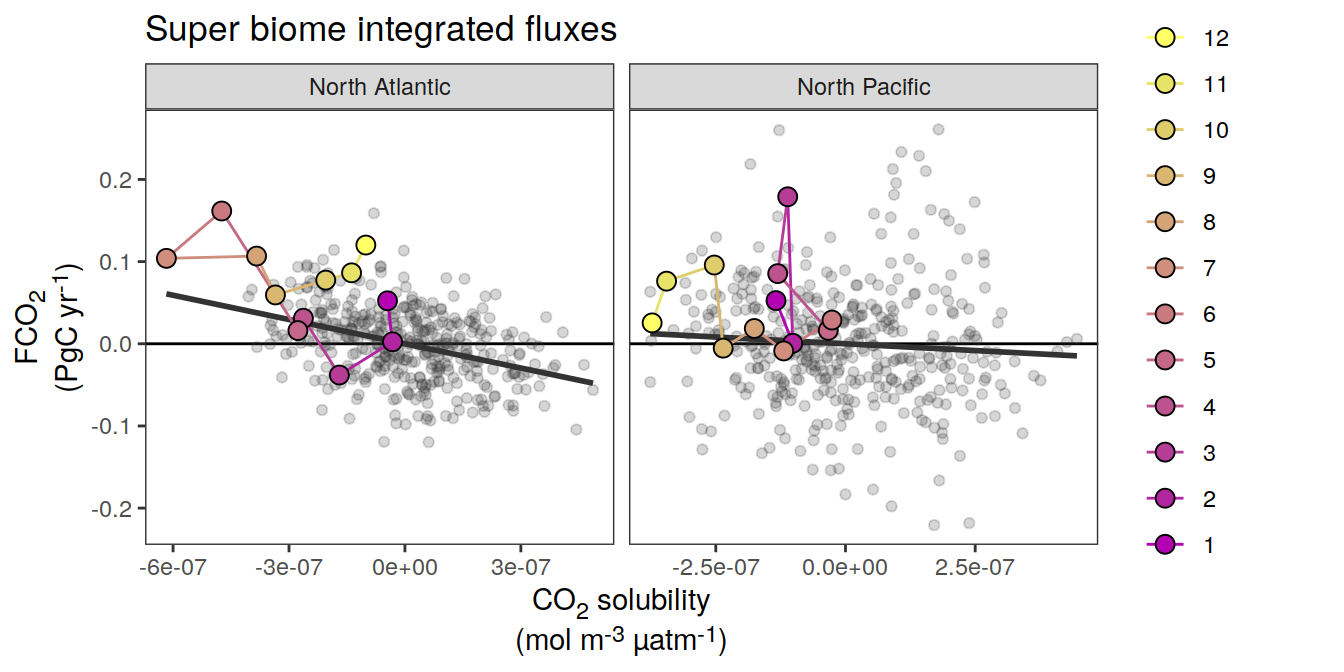 Super biome integrated fluxes
North Atlantic
North Pacific
FCO2
(PgC yr-1)
0.2
0.1
0.0
-0.1
-0.2
-6e-07 -3e-07 0e+00 3e-07
-2.5e-07 0.0e+00 2.5e-07
CO2 solubility
(mol m-3 µatm-1)
12
11
10
9
8
7
6
5
4
3
2
1